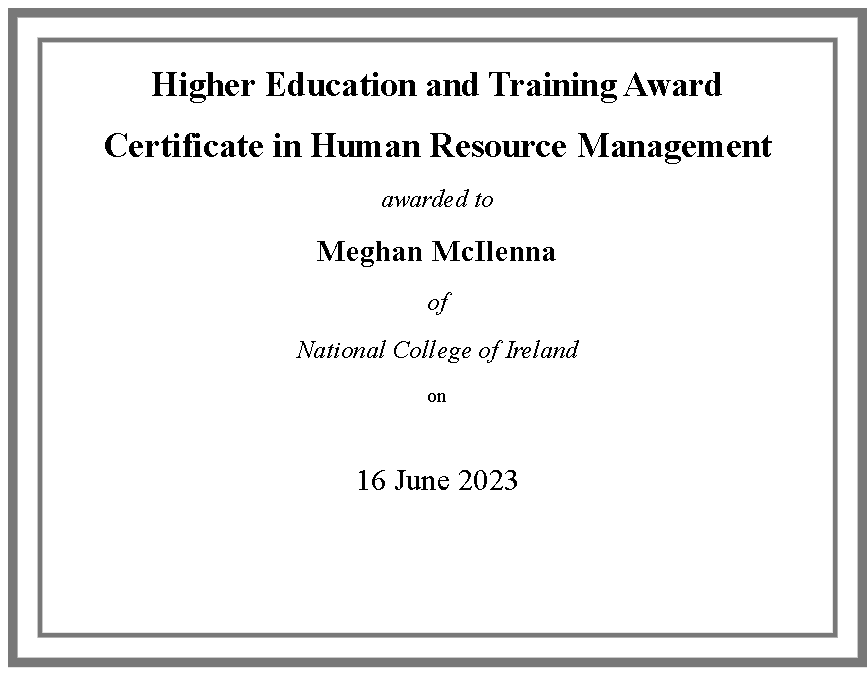 Higher Education and Training Award
Certificate in Human Resource Management
awarded to
Meghan McIlenna
of
National College of Ireland
on
16 June 2023